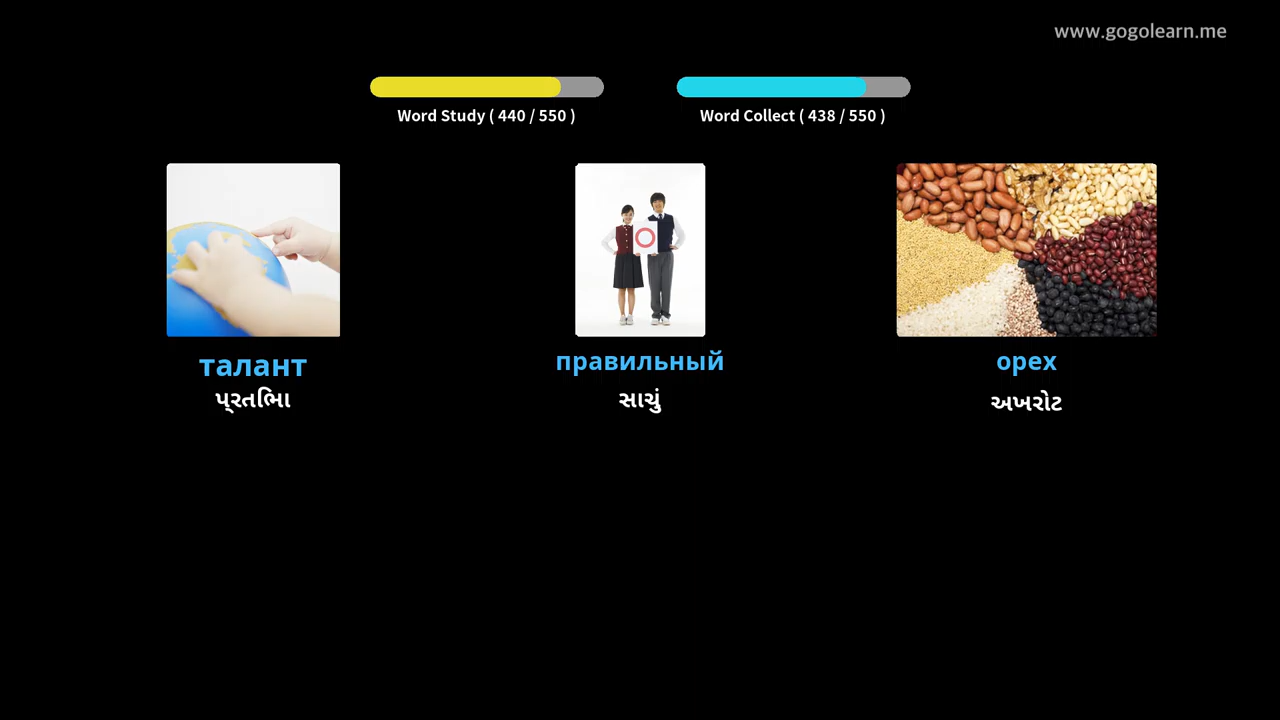 www.gogolearn.me
Word Study ( 440 / 550 )
Word Collect ( 438 / 550 )
талант
правильный
орех
પ્રતિભા
સાચું
અખરોટ